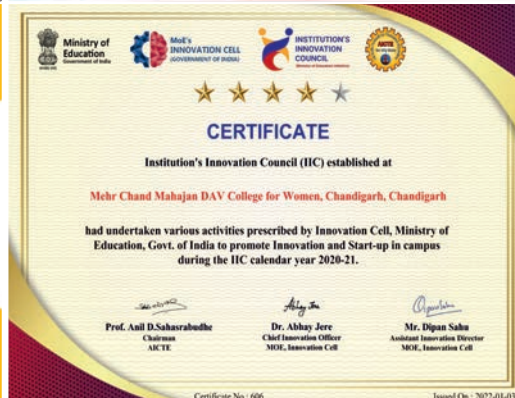 Ministry of
Education
Government of India
MoE's
INNOVATION CELL
(GOVERNMENT OF INDIA)
INSTITUTION'S
INNOVATION
COUNCIL
AICTE
CERTIFICATE
Institution's Innovation Council (IIC) established at
Mehr Chand Mahajan DAV College for Women, Chandigarh, Chandigarh
had undertaken various activities prescribed by Innovation Cell, Ministry of
Education, Govt. of India to promote Innovation and Start-up in campus
during the IIC calendar year 2020-21.
Prof. Anil D.Sahasrabudhe
Chairman
AICTE
Dr. Abhay Jere
Chief Innovation Officer
MOE, Innovation Cell
Mr. Dipan Sahu
Assistant Innovation Director
MOE, Innovation Cell
Certificate No : 606
Issued On : 2022-01-03